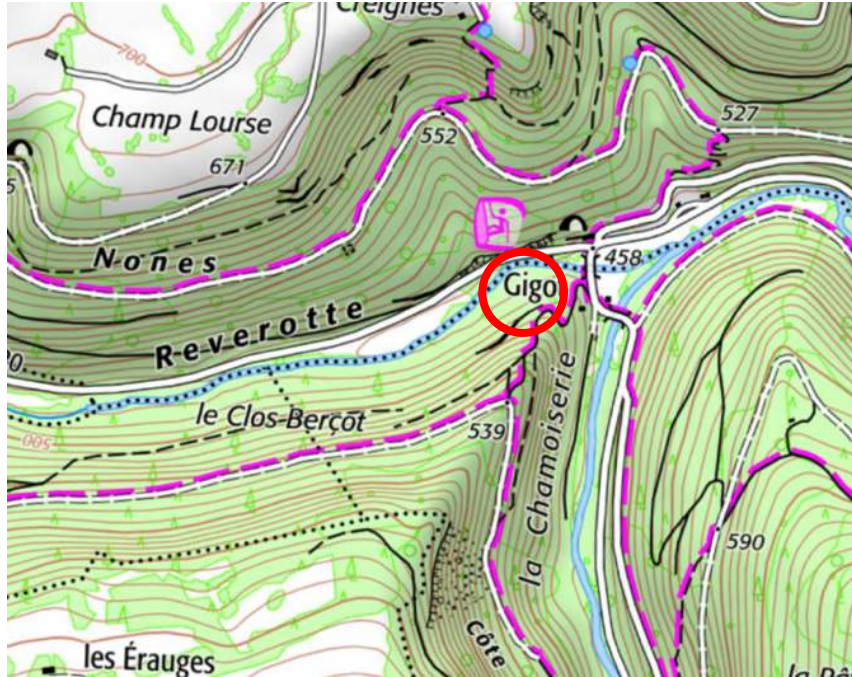 Creignes
700
Champ Lourse
552
527
671
Nones
Gigo
458
Reverotte
le Clos-Berçot
500
539
la Chamoiserie
590
Côte
les Érauges